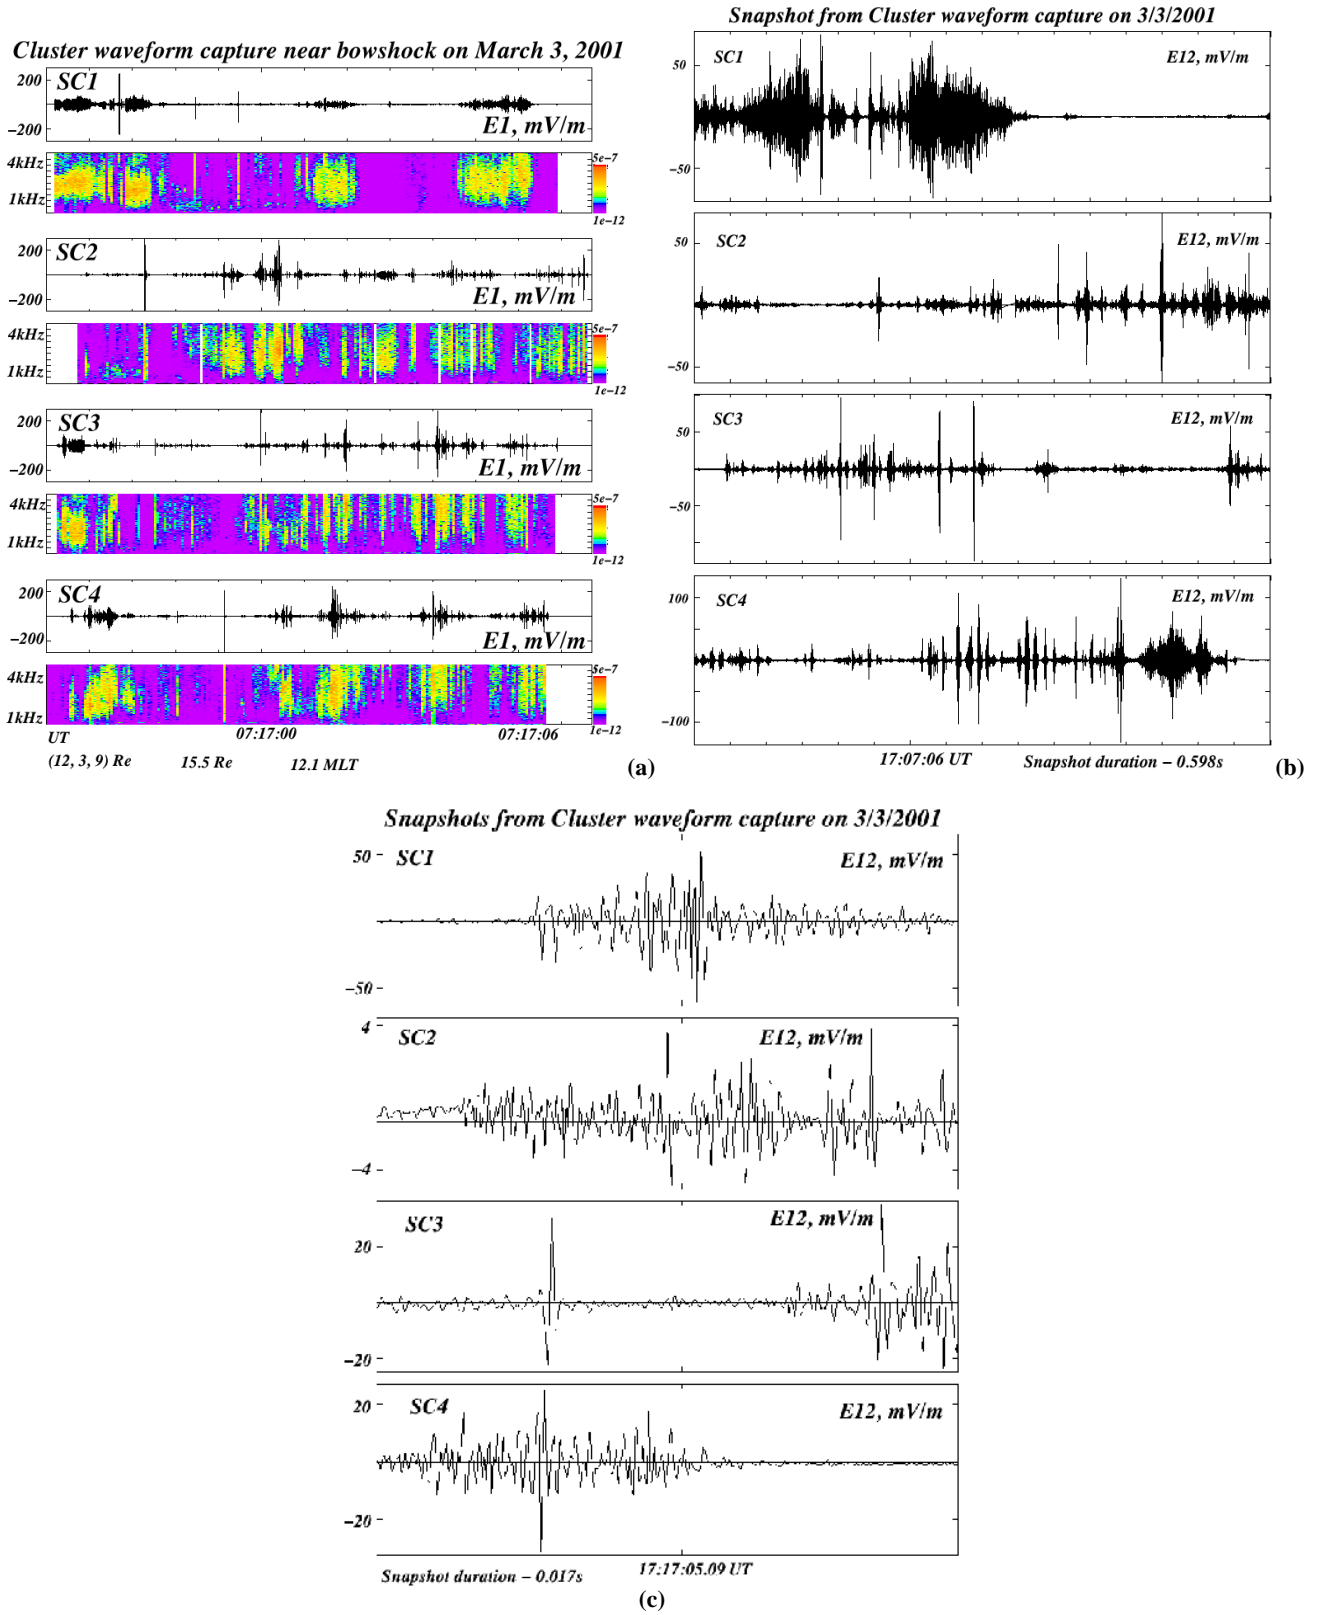 Cluster waveform capture near bowshock on March 3, 2001
200
SC1
−200
E1, mV/m
4kHz
1kHz
5e−7
1e−12
200
SC2
−200
E1, mV/m
4kHz
1kHz
5e−7
1e−12
200
SC3
−200
E1, mV/m
4kHz
1kHz
5e−7
1e−12
200
SC4
−200
E1, mV/m
4kHz
1kHz
5e−7
1e−12
UT
07:17:00
07:17:06
(12, 3, 9) Re
15.5 Re
12.1 MLT
(a)
Snapshot from Cluster waveform capture on 3/3/2001
SC1
E12, mV/m
50
−50
SC2
E12, mV/m
50
−50
SC3
E12, mV/m
50
−50
SC4
E12, mV/m
100
−100
17:07:06 UT
Snapshot duration − 0.598s
(b)
Snapshots from Cluster waveform capture on 3/3/2001
50
SC1
E12, mV/m
−50
4
SC2
E12, mV/m
−4
SC3
E12, mV/m
20
−20
20
SC4
E12, mV/m
−20
Snapshot duration − 0.017s
17:17:05.09 UT
(c)